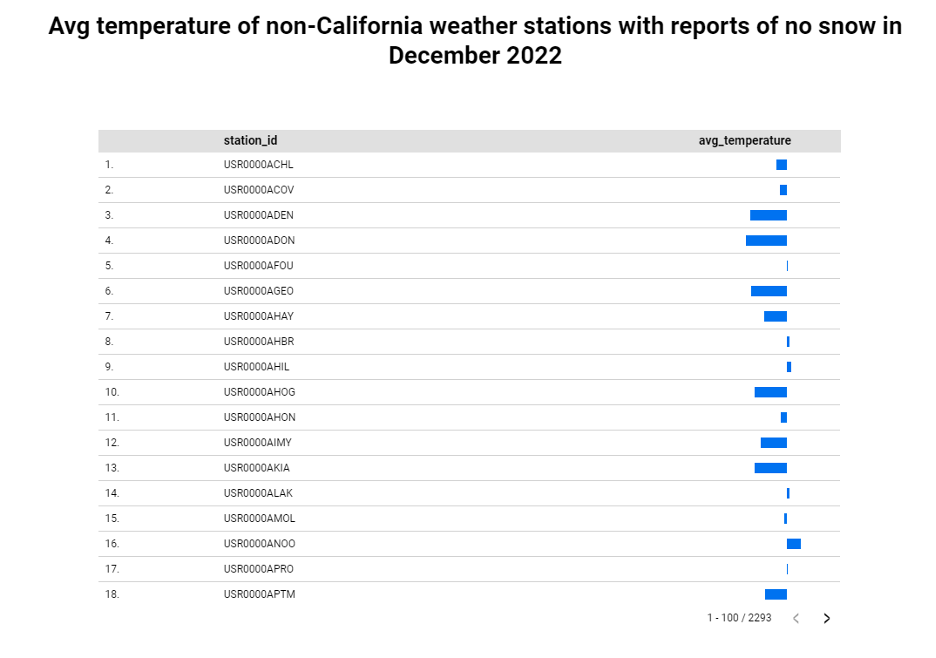 Avg temperature of non-California weather stations with reports of no snow in
December 2022
station_id avg_temperature
1. USR0000ACHL
2. USR0000ACOV
3. USR0000ADEN
4. USR0000ADON
5. USR0000AFOU
6. USR0000AGEO
7. USR0000AHAY
8. USR0000AHBR
9. USR0000AHIL
10. USR0000AHOG
11. USR0000AHON
12. USR0000AIMY
13. USR0000AKIA
14. USR0000ALAK
15. USR0000AMOL
16. USR0000ANOO
17. USR0000APRO
18. USR0000APTM
1 - 100 / 2293